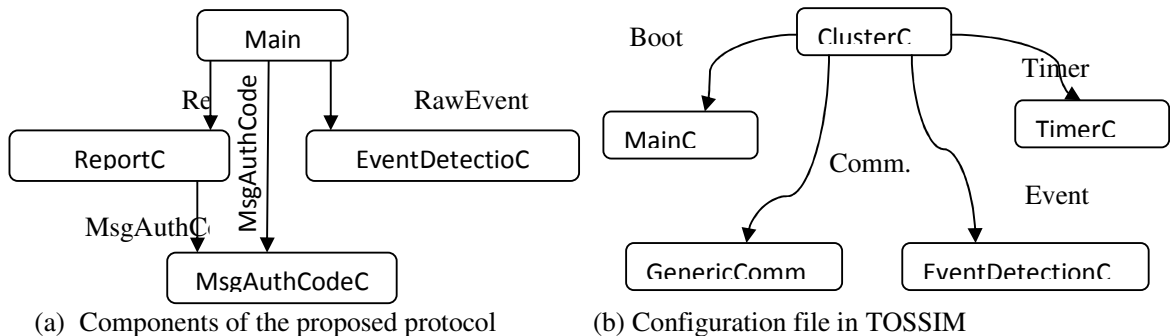 Main
Re
MsgAuthCode
RawEvent
ReportC
EventDetectioC
MsgAuthC
MsgAuthCodeC
(a) Components of the proposed protocol
ClusterC
Boot
Timer
MainC
TimerC
Comm.
Event
GenericComm
EventDetectionC
(b) Configuration file in TOSSIM